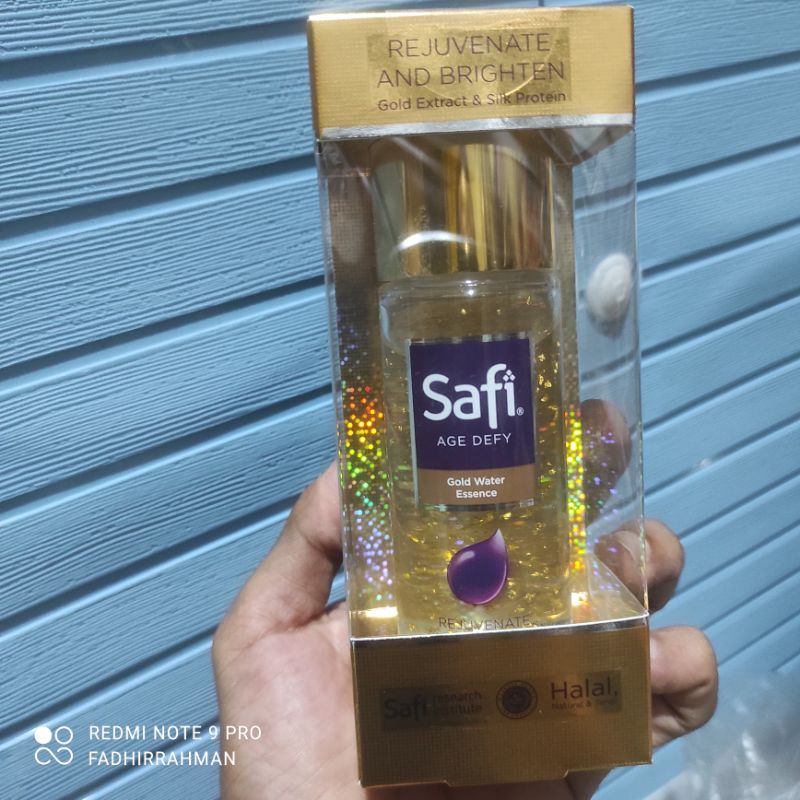 REJUVENATE
AND BRIGHTEN
Gold Extract & Silk Protein
Safi®
AGE DEFY
Gold Water
Essence
REJUVENATE
Safi research
institute
Halal,
Natural &
REDMI NOTE 9 PRO
FADHIRRAHMAN